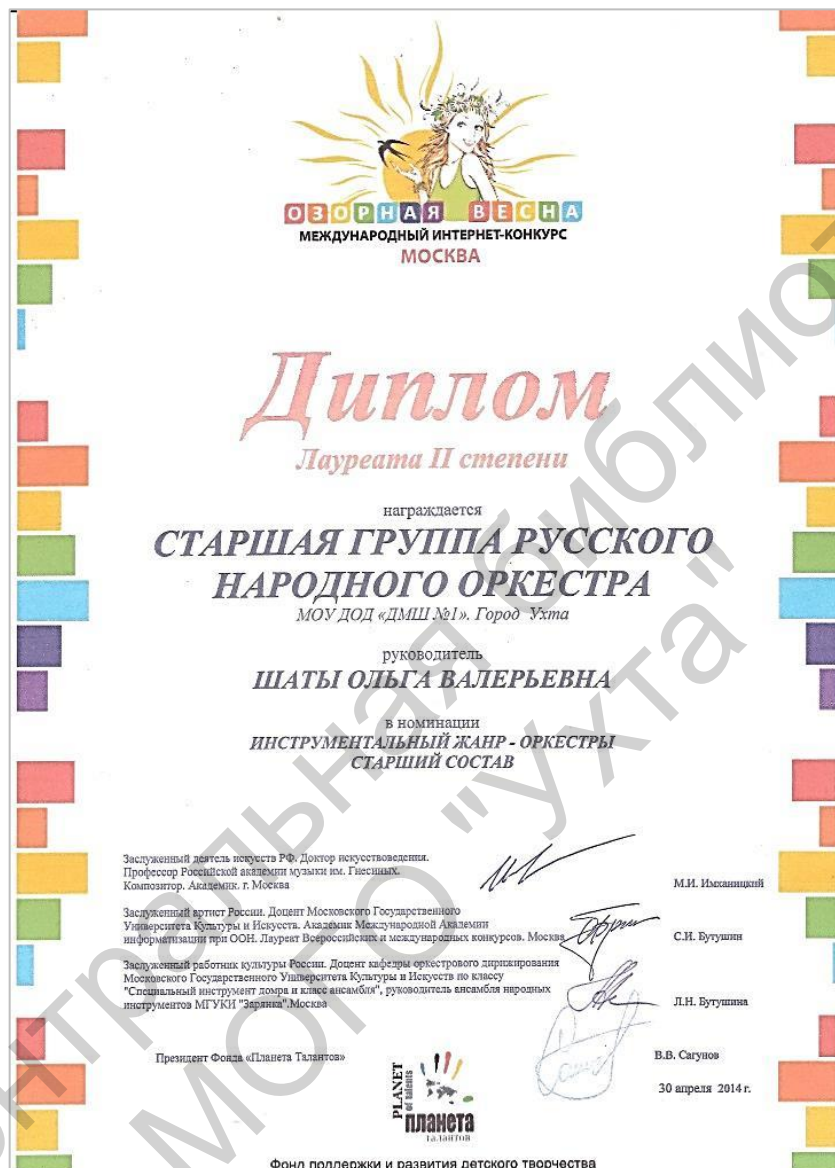 ОЗОРНАЯ ВЕСНА
МЕЖДУНАРОДНЫЙ ИНТЕРНЕТ-КОНКУРС
МОСКВА
Диплом
Лауреата II степени
награждается
СТАРШАЯ ГРУППА РУССКОГО
НАРОДНОГО ОРКЕСТРА
МОУ ДОД «ДМШ №1». Город Ухта
руководитель
ШАТЫ ОЛЬГА ВАЛЕРЬЕВНА
в номинации
ИНСТРУМЕНТАЛЬНЫЙ ЖАНР - ОРКЕСТРЫ
СТАРШИЙ СОСТАВ
Заслуженный деятель искусств РФ. Доктор искусствоведения.
Профессор Российской академии музыки им. Гнесиных.
Композитор. Академик. г. Москва
М.И. Имханицкий
Заслуженный артист России. Доцент Московского Государственного
Университета Культуры и Искусств. Академик Международной Академии
информатизации при ООН. Лауреат Всероссийских и международных конкурсов. Москва
С.И. Бутушин
Заслуженный работник культуры России. Доцент кафедры оркестрового дирижирования
Московского Государственного Университета Культуры и Искусств по классу
"Специальный инструмент домра и класс ансамбля", руководитель ансамбля народных
инструментов МГУКИ "Зарянка".Москва
Л.Н. Бутушина
Президент Фонда «Планета Талантов»
В.В. Сагунов
30 апреля 2014 г.
PLANET
of talents
планета
талантов
Фонд поддержки и развития детского творчества
МОГО "Ухта"